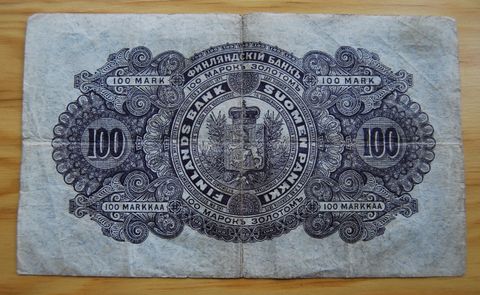 ФИНЛЯНДСКІЙ БАНКЪ
100 МАРОКЪ ЗОЛОТОМЪ
100 MARK
100 MARK
FINLANDS BANK
SUOMEN PANKKI
100
100
100 MARKKAA
100 MARKKAA
100 МАРОКЪ ЗОЛОТОМЪ